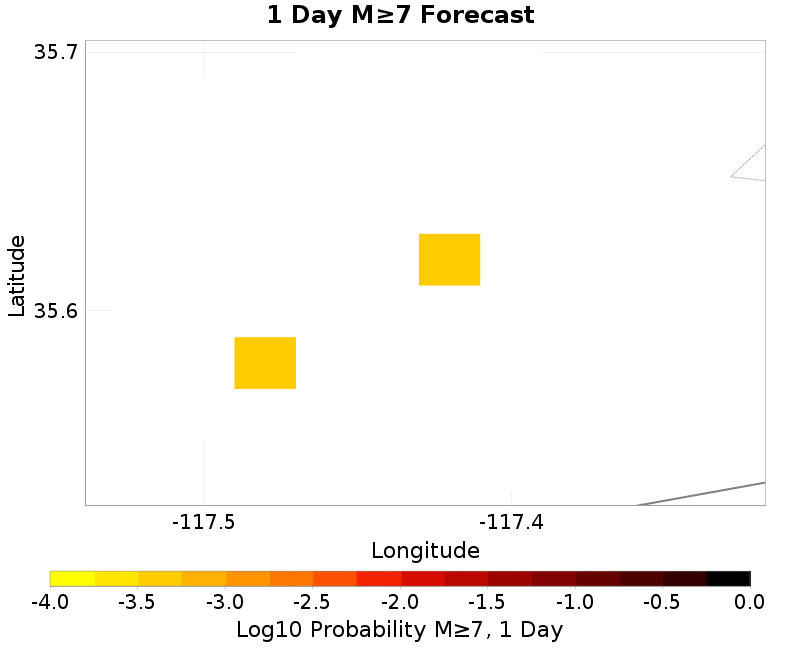 1 Day M≥7 Forecast
35.7
Latitude
35.6
-117.5 -117.4
Longitude
-4.0 -3.5 -3.0 -2.5 -2.0 -1.5 -1.0 -0.5 0.0
Log10 Probability M≥7, 1 Day